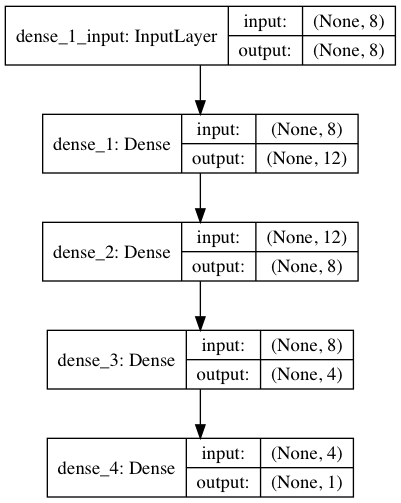 dense_1_input: InputLayer
input: (None, 8)
output: (None, 8)
dense_1: Dense
input: (None, 8)
output: (None, 12)
dense_2: Dense
input: (None, 12)
output: (None, 8)
dense_3: Dense
input: (None, 8)
output: (None, 4)
dense_4: Dense
input: (None, 4)
output: (None, 1)